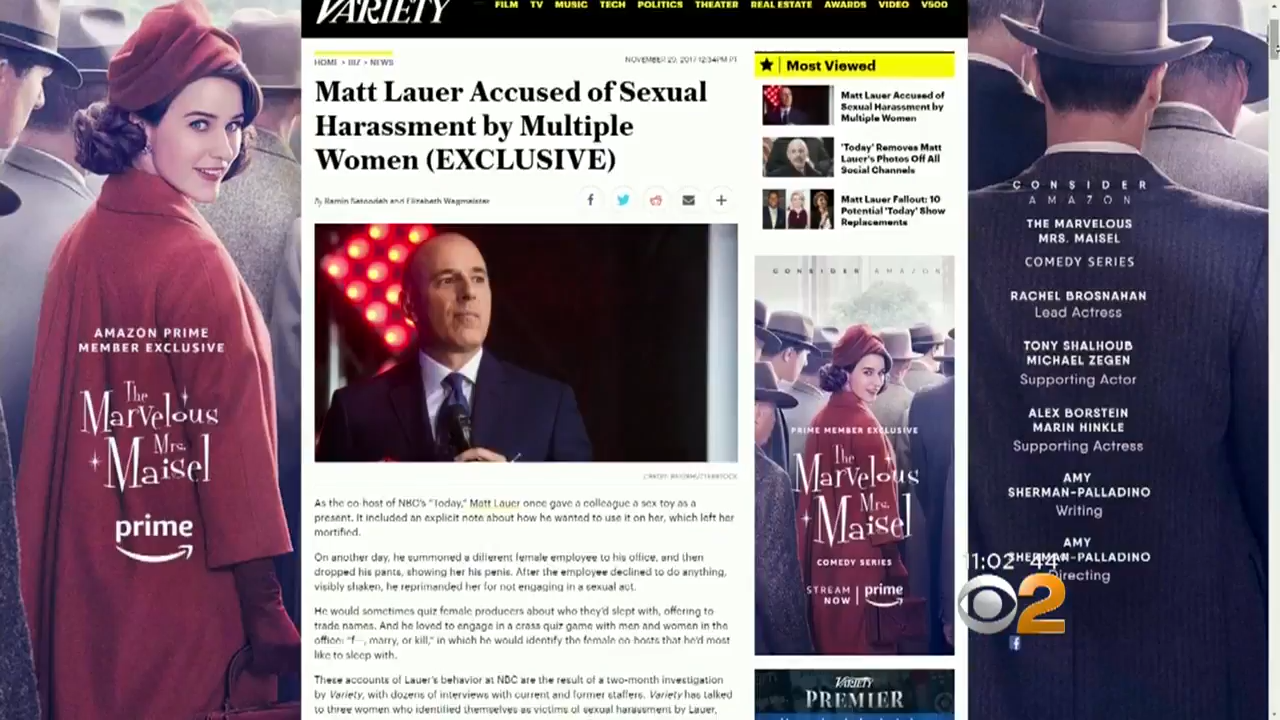 VARIETY
FILM TV MUSIC TECH POLITICS THEATER REAL ESTATE AWARDS VIDEO V500
HOME > BIZ > NEWS
NOVEMBER 29, 2017 12:34PM PT
Matt Lauer Accused of Sexual
Harassment by Multiple
Women (EXCLUSIVE)
By Ramin Setoodeh and Elizabeth Wagmeister
As the co-host of NBC's "Today," Matt Lauer once gave a colleague a sex toy as a
present. It included an explicit note about how he wanted to use it on her, which left her
mortified.
On another day, he summoned a different female employee to his office, and then
dropped his pants, showing her his penis. After the employee declined to do anything,
visibly shaken, he reprimanded her for not engaging in a sexual act.
He would sometimes quiz female producers about who they'd slept with, offering to
trade names. And he loved to engage in a crass quiz game with men and women in the
office: "f—, marry, or kill," in which he would identify the female co-hosts that he'd most
like to sleep with.
These accounts of Lauer's behavior at NBC are the result of a two-month investigation
by Variety, with dozens of interviews with current and former staffers. Variety has talked
to three women who identified themselves as victims of sexual harassment by Lauer,
Most Viewed
Matt Lauer Accused of
Sexual Harassment by
Multiple Women
'Today' Removes Matt
Lauer's Photos Off All
Social Channels
Matt Lauer Fallout: 10
Potential 'Today' Show
Replacements
CONSIDER AMAZON
PRIME MEMBER EXCLUSIVE
The
Marvelous
Mrs.
Maisel
COMEDY SERIES
STREAM
NOW
prime
VARIETY
PREMIER
AMAZON PRIME
MEMBER EXCLUSIVE
The
Marvelous
Mrs.
Maisel
prime
CONSIDER
AMAZON
THE MARVELOUS
MRS. MAISEL
COMEDY SERIES
RACHEL BROSNAHAN
Lead Actress
TONY SHALHOUB
MICHAEL ZEGEN
Supporting Actor
ALEX BORSTEIN
MARIN HINKLE
Supporting Actress
AMY
SHERMAN-PALLADINO
Writing
AMY
SHERMAN-PALLADINO
Directing
11:02 44
2